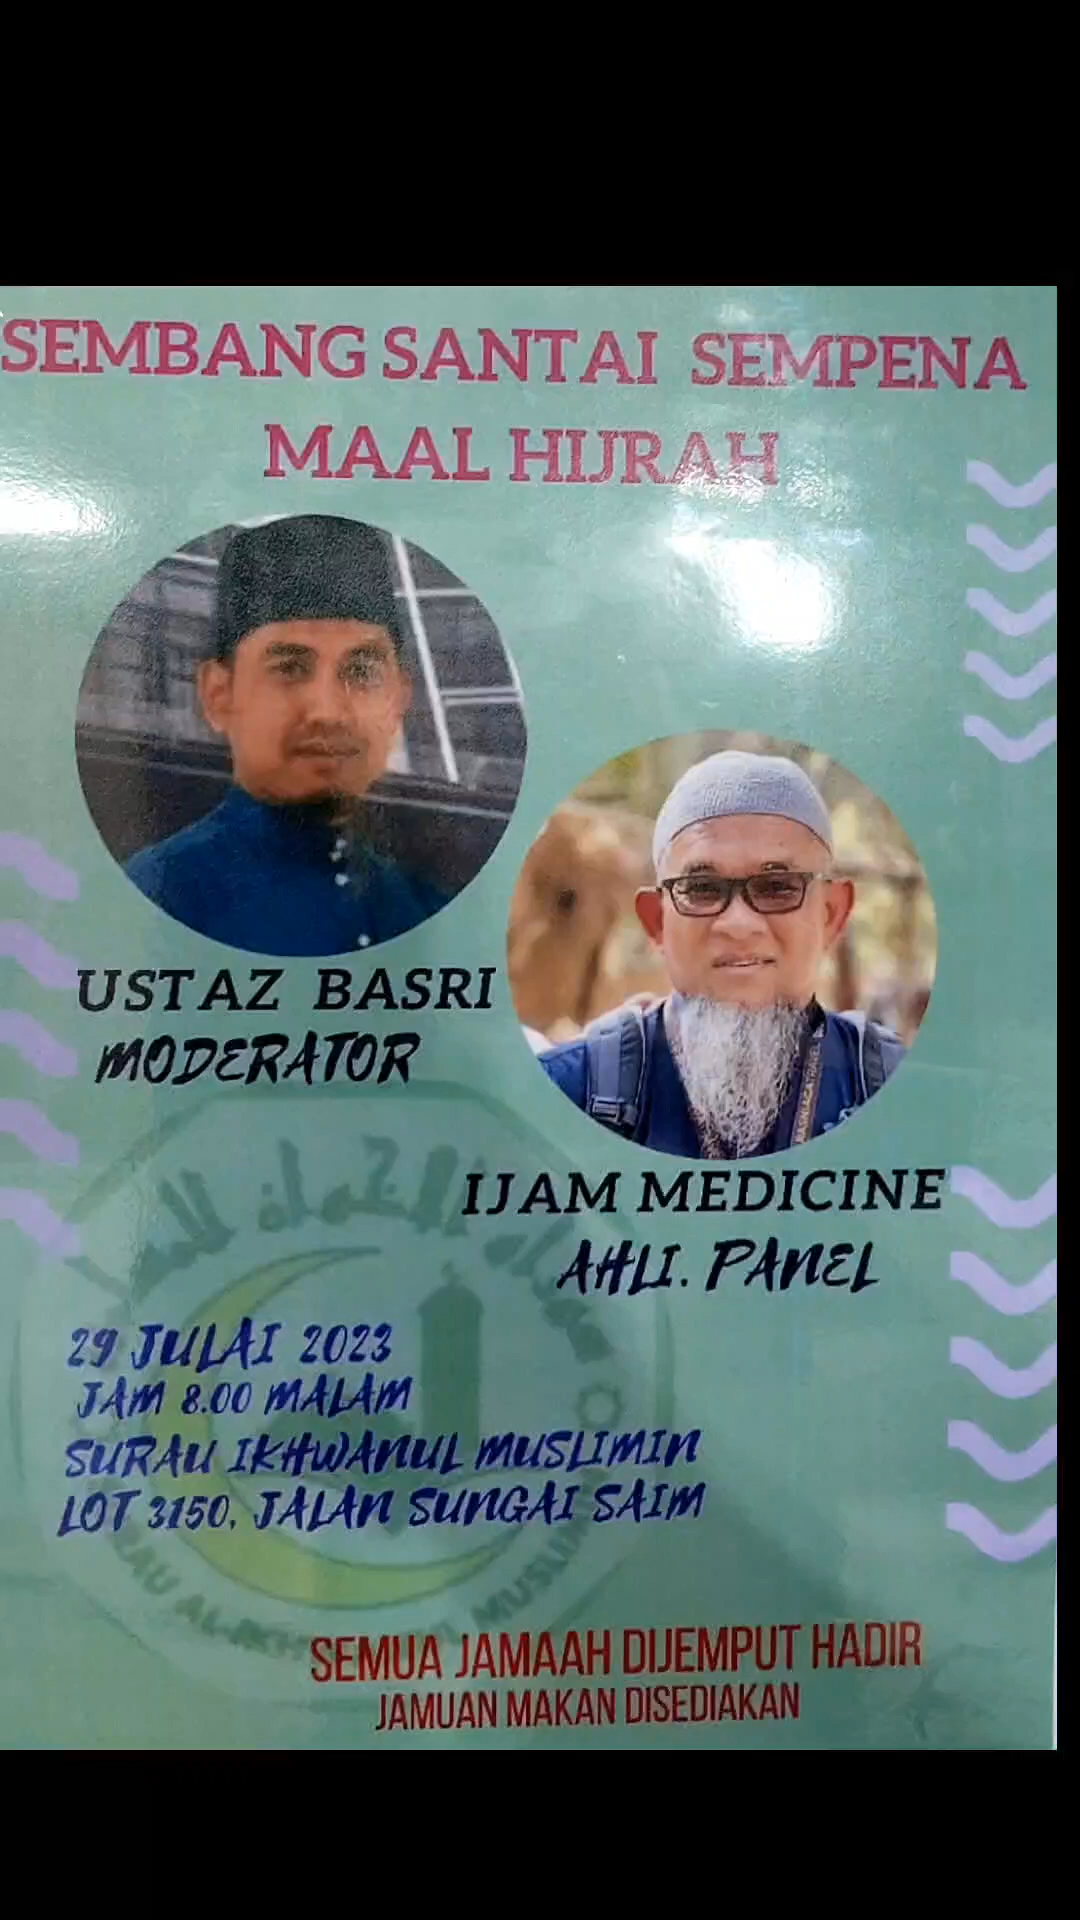 SEMBANG SANTAI SEMPENA
MAAL HIJRAH
USTAZ BASRI
MODERATOR
IJAM MEDICINE
AHLI. PANEL
29 JULAI 2023
JAM 8.00 MALAM
SURAU IKHWANUL MUSLIMIN
LOT 3150, JALAN SUNGAI SAIM
SEMUA JAMAAH DIJEMPUT HADIR
JAMUAN MAKAN DISEDIAKAN